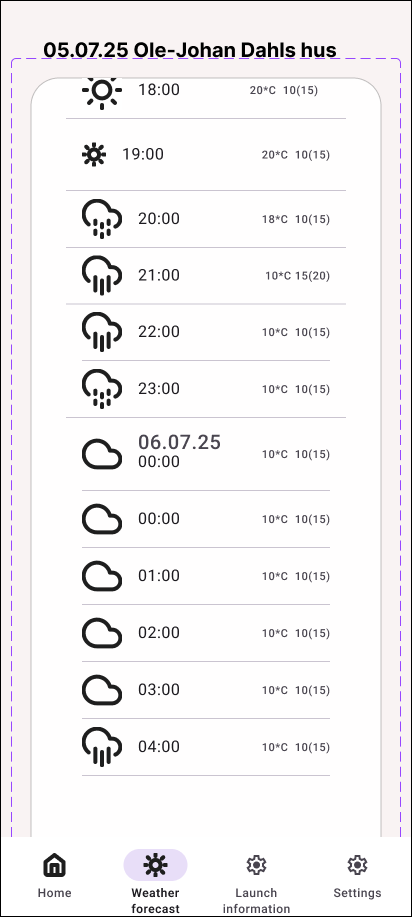 05.07.25 Ole-Johan Dahls hus
18:00 20*C 10(15)
19:00 20*C 10(15)
20:00 18*C 10(15)
21:00 10*C 15(20)
22:00 10*C 10(15)
23:00 10*C 10(15)
06.07.25
00:00 10*C 10(15)
00:00 10*C 10(15)
01:00 10*C 10(15)
02:00 10*C 10(15)
03:00 10*C 10(15)
04:00 10*C 10(15)
Home
Weather
forecast
Launch
information
Settings